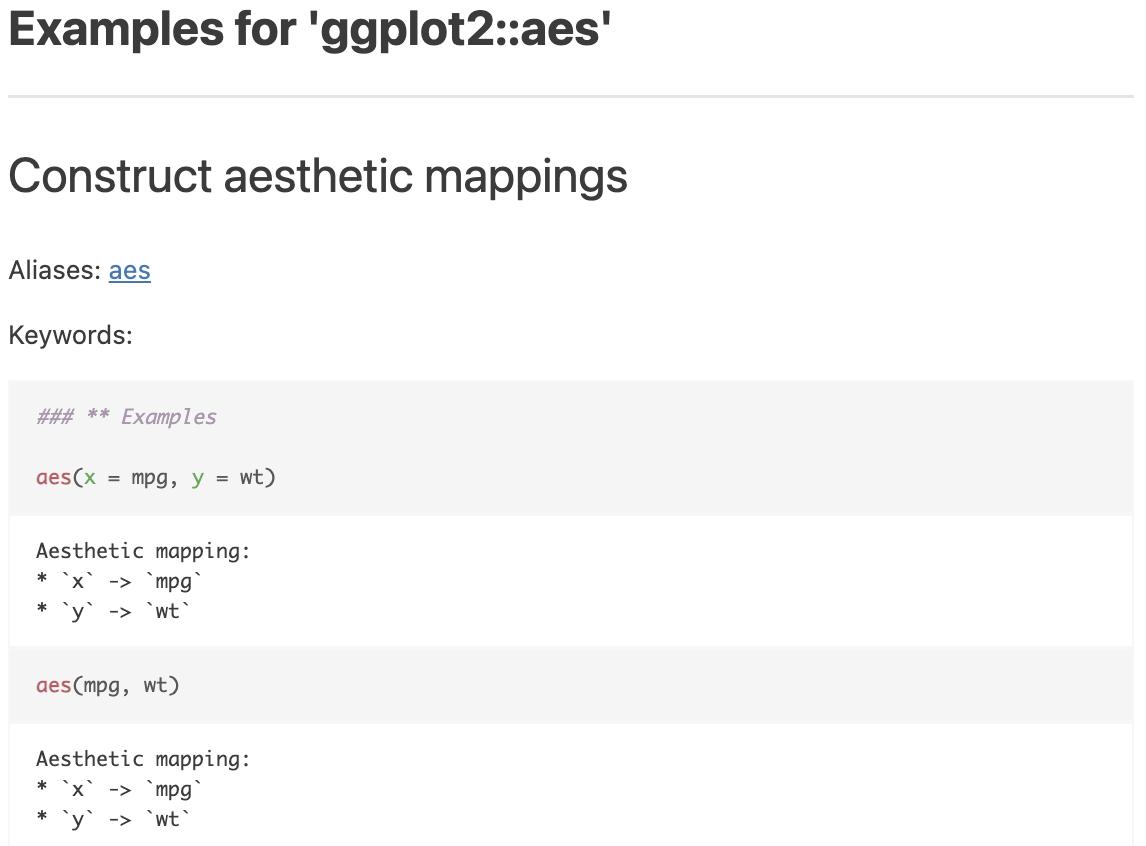 Examples for 'ggplot2::aes'
Construct aesthetic mappings
Aliases: aes
Keywords:
### ** Examples
aes(x = mpg, y = wt)
Aesthetic mapping:
* `x` -> `mpg`
* `y` -> `wt`
aes(mpg, wt)
Aesthetic mapping:
* `x` -> `mpg`
* `y` -> `wt`